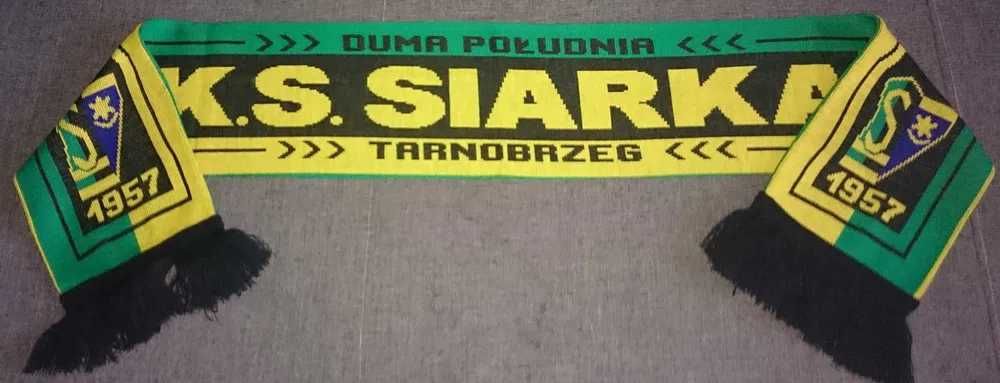 >>> DUMA POŁUDNIA <<<
K.S. SIARKA
>>> TARNOBRZEG <<<
S
1957
S
1957